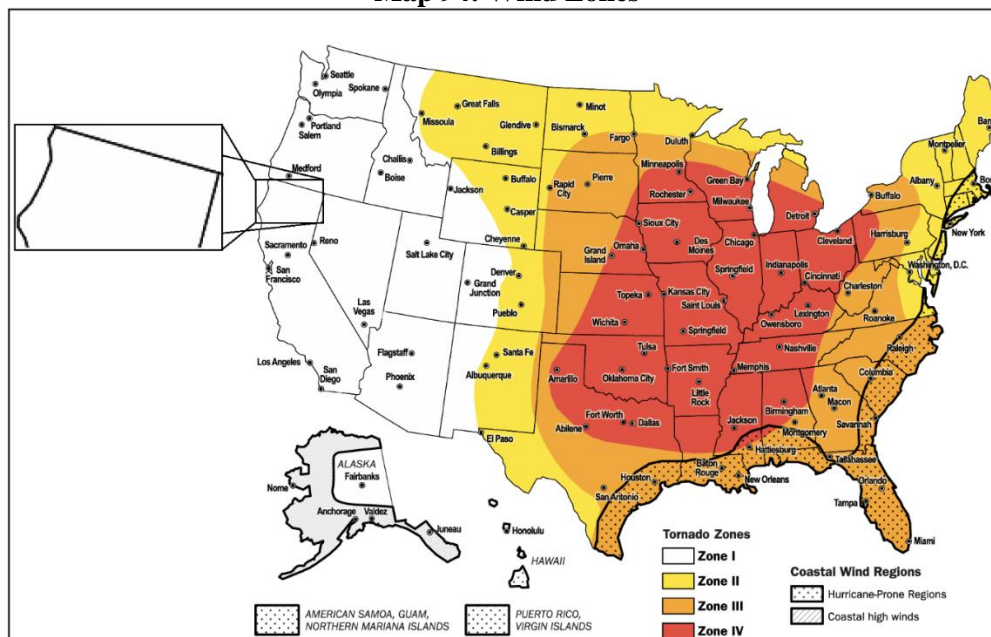 Seattle
Olympia
Spokane
Portland
Salem
Medford
Missoula
Great Falls
Glendive
Billings
Minot
Bismarck
Fargo
Duluth
Challis
Boise
Jackson
Buffalo
Casper
Cheyenne
Rapid
City
Pierre
Minneapolis
Rochester
Green Bay
Milwaukee
Montpelier
Albany
Buffalo
New York
Sacramento
Reno
San
Francisco
Salt Lake City
Denver
Grand
Junction
Pueblo
Sioux City
Omaha
Grand
Island
Des
Moines
Chicago
Detroit
Cleveland
Harrisburg
Washington, D.C.
Springfield
Indianapolis
Cincinnati
Charleston
Las
Vegas
Topeka
Kansas City
Saint Louis
Lexington
Roanoke
Owensboro
Wichita
Springfield
Nashville
Raleigh
Los Angeles
San
Diego
Flagstaff
Phoenix
Santa Fe
Albuquerque
Tulsa
Amarillo
Oklahoma City
Fort Smith
Memphis
Little
Rock
Columbia
Atlanta
Macon
Birmingham
Savannah
Montgomery
El Paso
Abilene
Fort Worth
Dallas
Jackson
Hattiesburg
Tallahassee
Baton
Rouge
New Orleans
Houston
San Antonio
Orlando
Tampa
Miami
ALASKA
Fairbanks
Nome
Anchorage
Valdez
Juneau
Honolulu
HAWAII
AMERICAN SAMOA, GUAM,
NORTHERN MARIANA ISLANDS
PUERTO RICO,
VIRGIN ISLANDS
Tornado Zones
Zone I
Zone II
Zone III
Zone IV
Coastal Wind Regions
Hurricane-Prone Regions
Coastal high winds